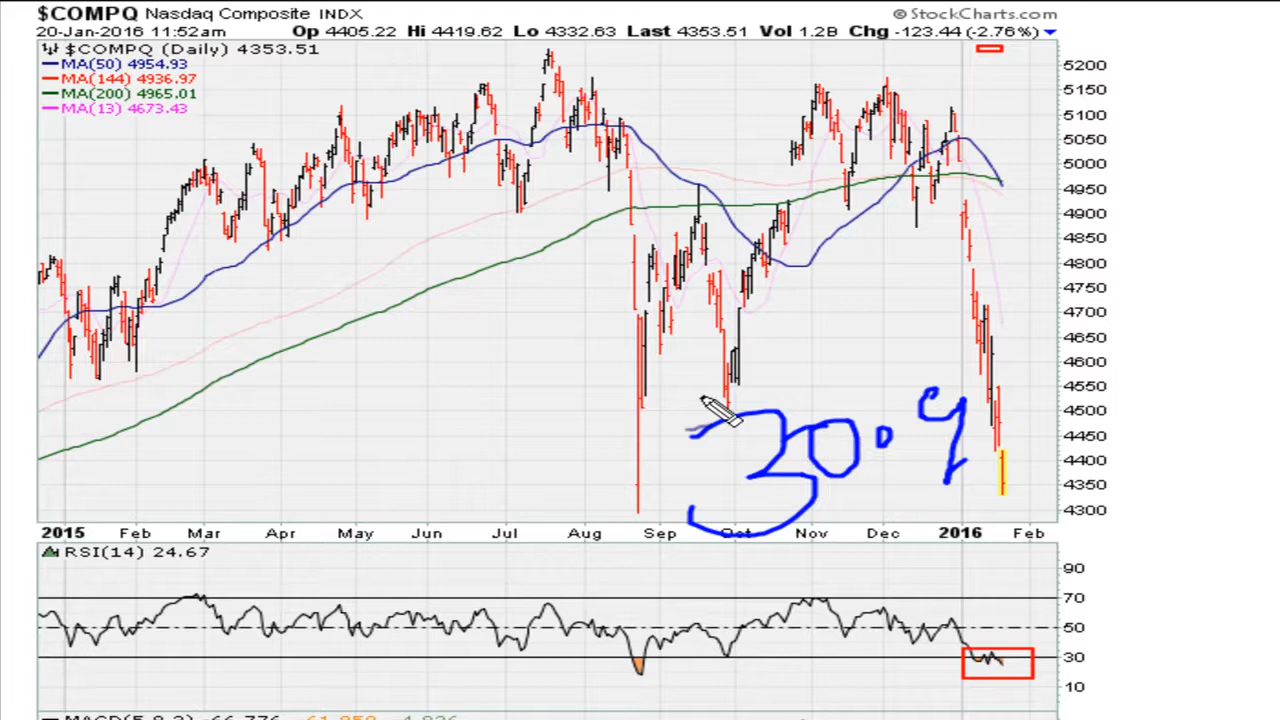 $COMPQ Nasdaq Composite INDX © StockCharts.com
20-Jan-2016 11:52am Op 4405.22 Hi 4419.62 Lo 4332.63 Last 4353.51 Vol 1.2B Chg -123.44 (-2.76%)
$COMPQ (Daily) 4353.51
MA(50) 4954.93
MA(144) 4936.97
MA(200) 4965.01
MA(13) 4673.43
5200
5150
5100
5050
5000
4950
4900
4850
4800
4750
4700
4650
4600
4550
4500
4450
4400
4350
4300
30.9
2015 Feb Mar Apr May Jun Jul Aug Sep Oct Nov Dec 2016 Feb
RSI(14) 24.67
90
70
50
30
10